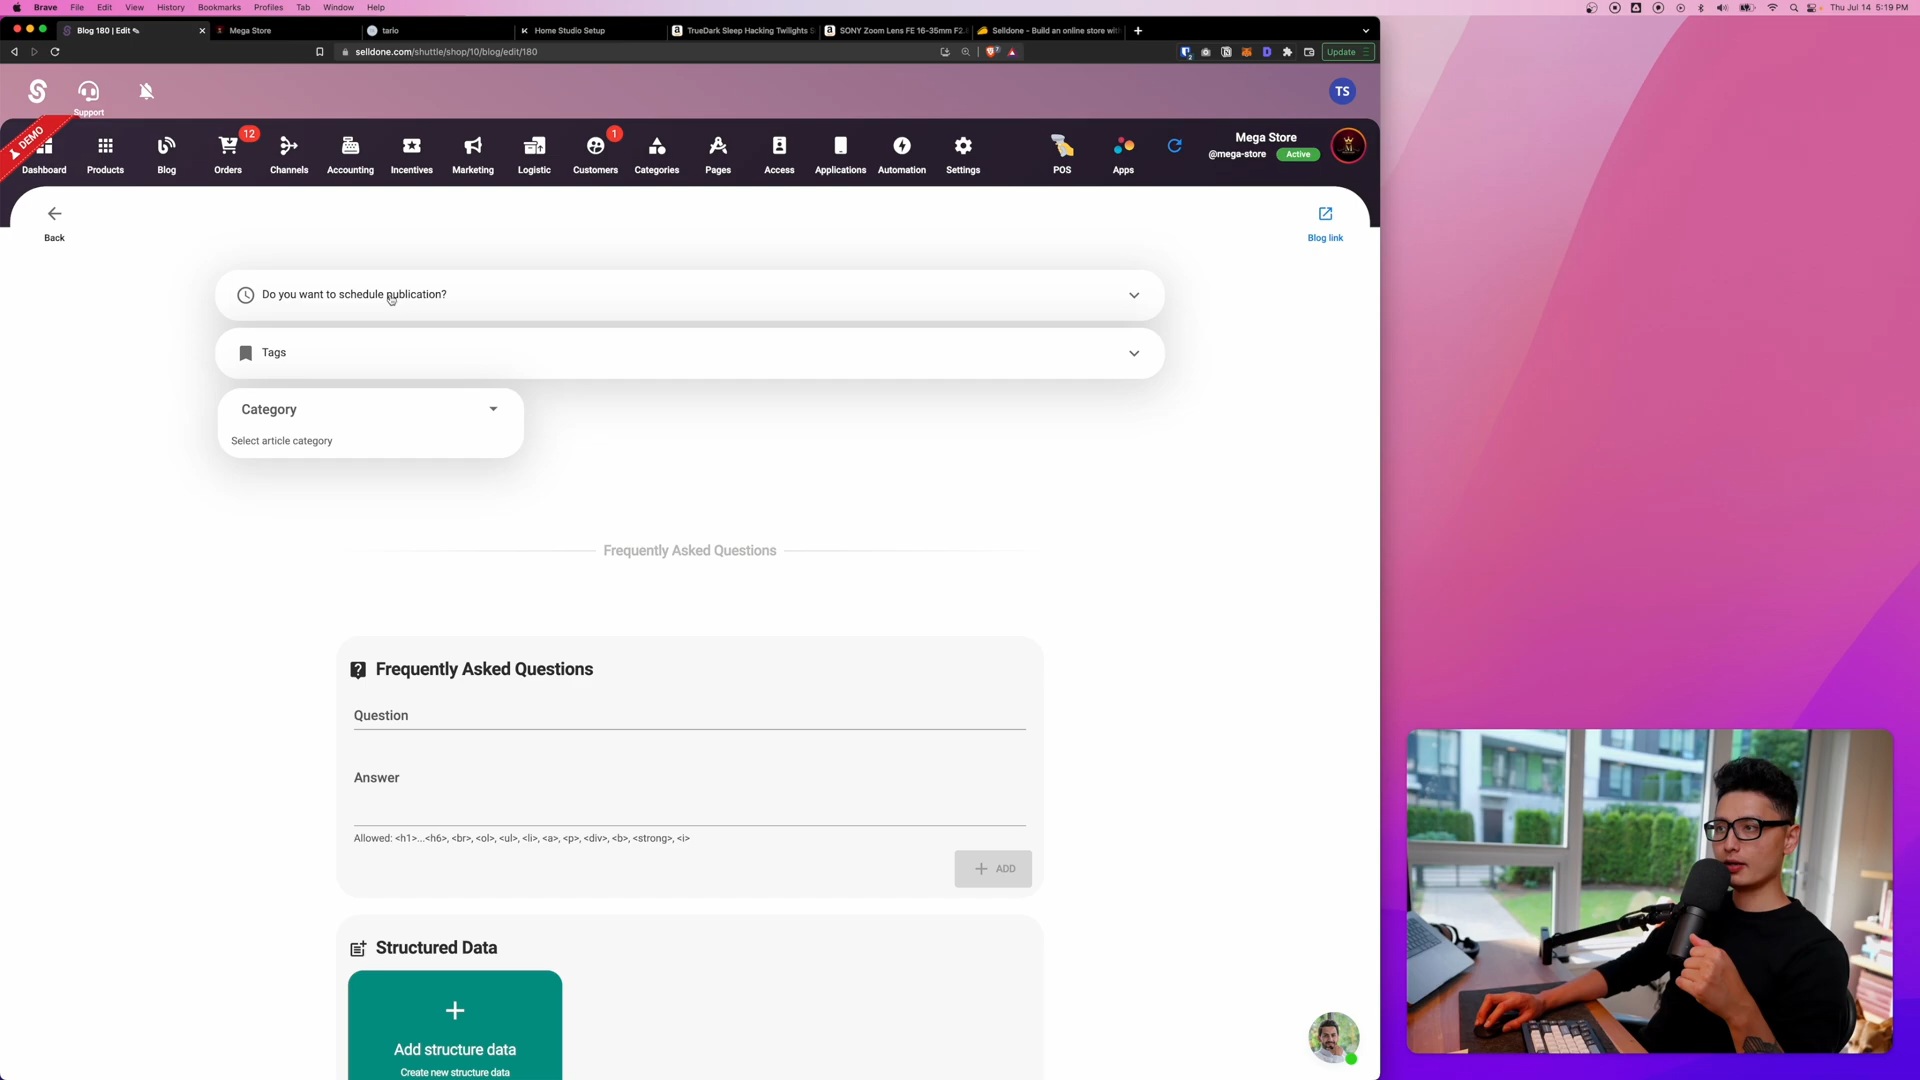 Brave File Edit View History Bookmarks Profiles Tab Window Help
Thu Jul 14 5:19 PM
Blog 180 | Edit ✎
Mega Store
tario
Home Studio Setup
TrueDark Sleep Hacking Twilights
SONY Zoom Lens FE 16-35mm F2.
Selldone - Build an online store wit
selldone.com/shuttle/shop/10/blog/edit/180
Update
Support
TS
DEMO
12
1
Dashboard
Products
Blog
Orders
Channels
Accounting
Incentives
Marketing
Logistic
Customers
Categories
Pages
Access
Applications
Automation
Settings
POS
Apps
Mega Store
@mega-store
Active
Back
Blog link
Do you want to schedule publication?
Tags
Category
Select article category
Frequently Asked Questions
Frequently Asked Questions
Question
Answer
Allowed: <h1>...<h6>, <br>, <ol>, <ul>, <li>, <a>, <p>, <div>, <b>, <strong>, <i>
+ ADD
Structured Data
+
Add structure data
Create new structure data